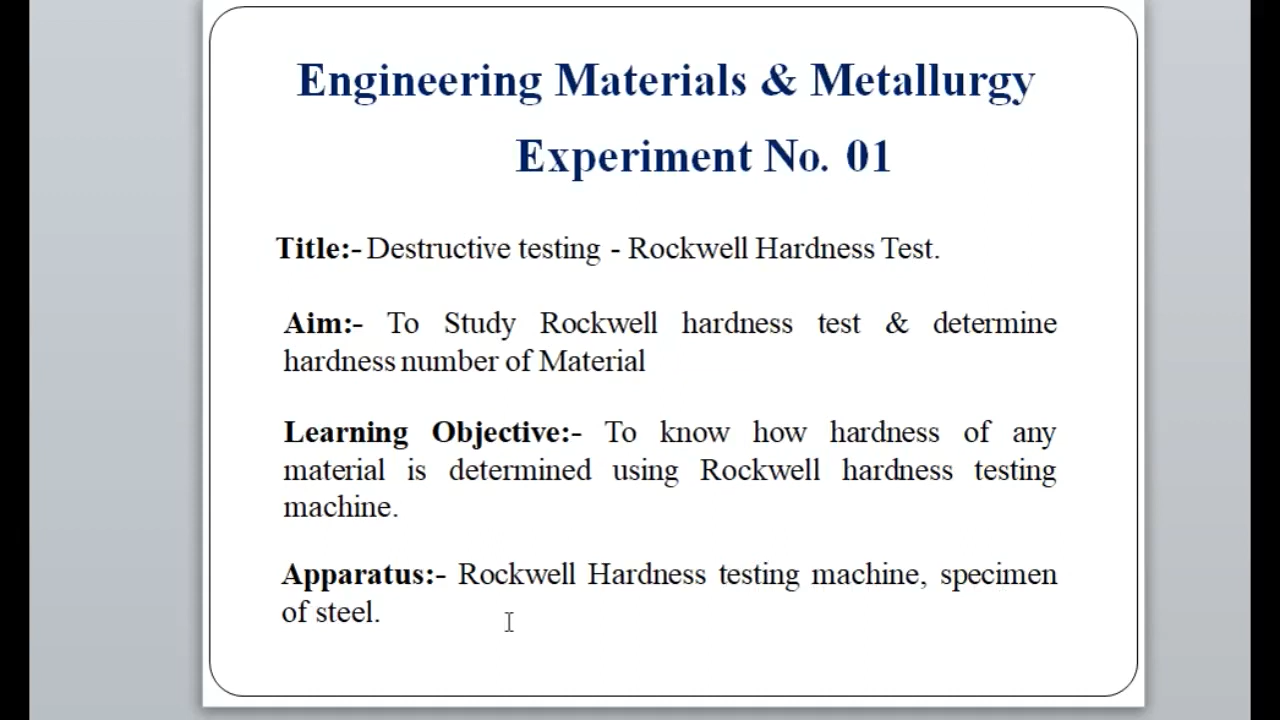 Engineering Materials & Metallurgy
Experiment No. 01
Title:- Destructive testing - Rockwell Hardness Test.
Aim:- To Study Rockwell hardness test & determine
hardness number of Material
Learning Objective:- To know how hardness of any
material is determined using Rockwell hardness testing
machine.
Apparatus:- Rockwell Hardness testing machine, specimen
of steel.